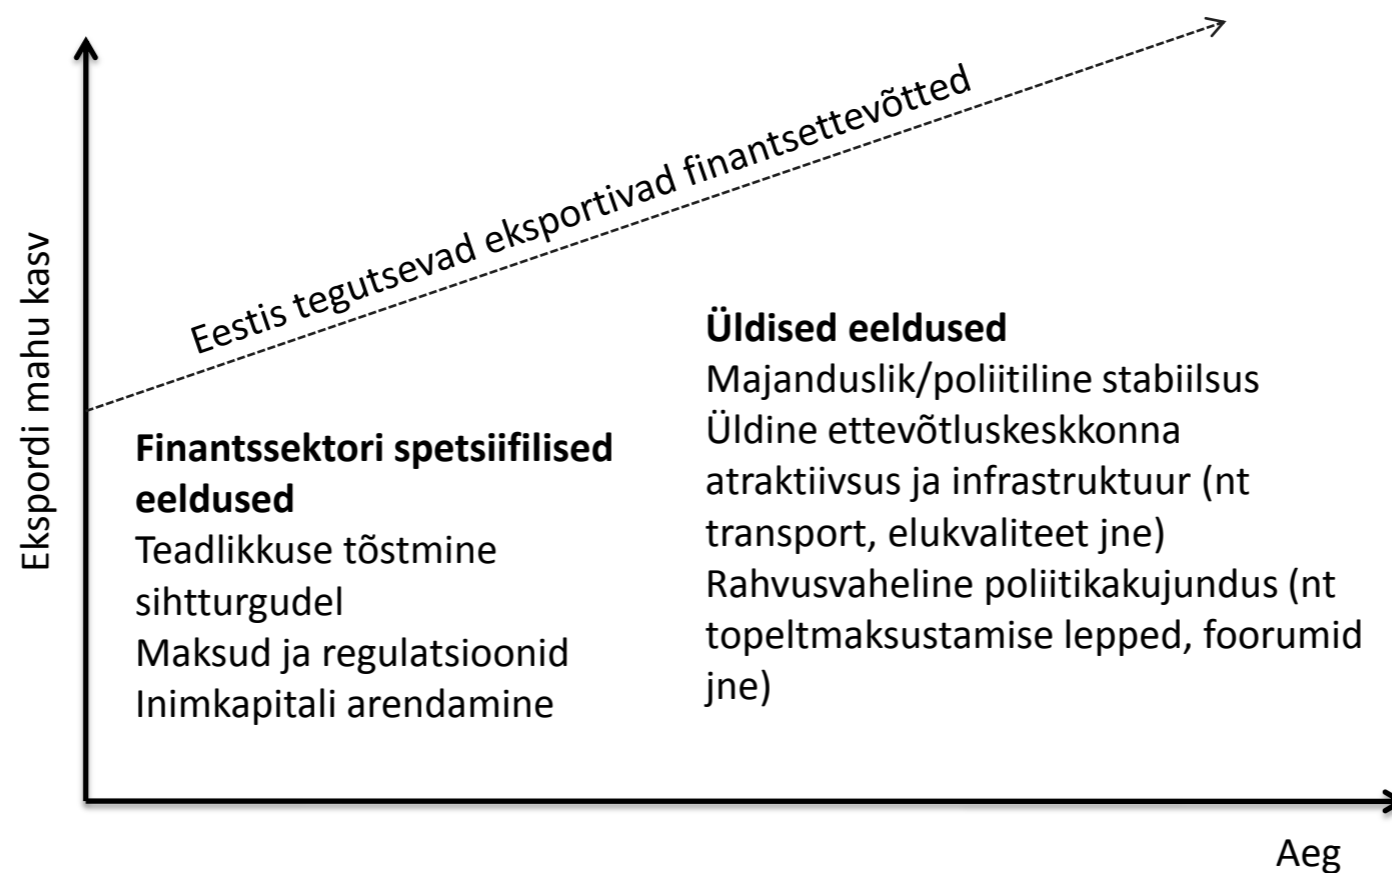 Ekspordi mahu kasv
Eestis tegutsevad eksportivad finantsettevõtted
Finantssektori spetsiifilised
eeldused
Teadlikkuse tõstmine
sihtturgudel
Maksud ja regulatsioonid
Inimkapitali arendamine
Üldised eeldused
Majanduslik/poliitiline stabiilsus
Üldine ettevõtluskeskkonna
atraktiivsus ja infrastruktuur (nt
transport, elukvaliteet jne)
Rahvusvaheline poliitikakujundus (nt
topeltmaksustamise lepped, foorumid
jne)
Aeg